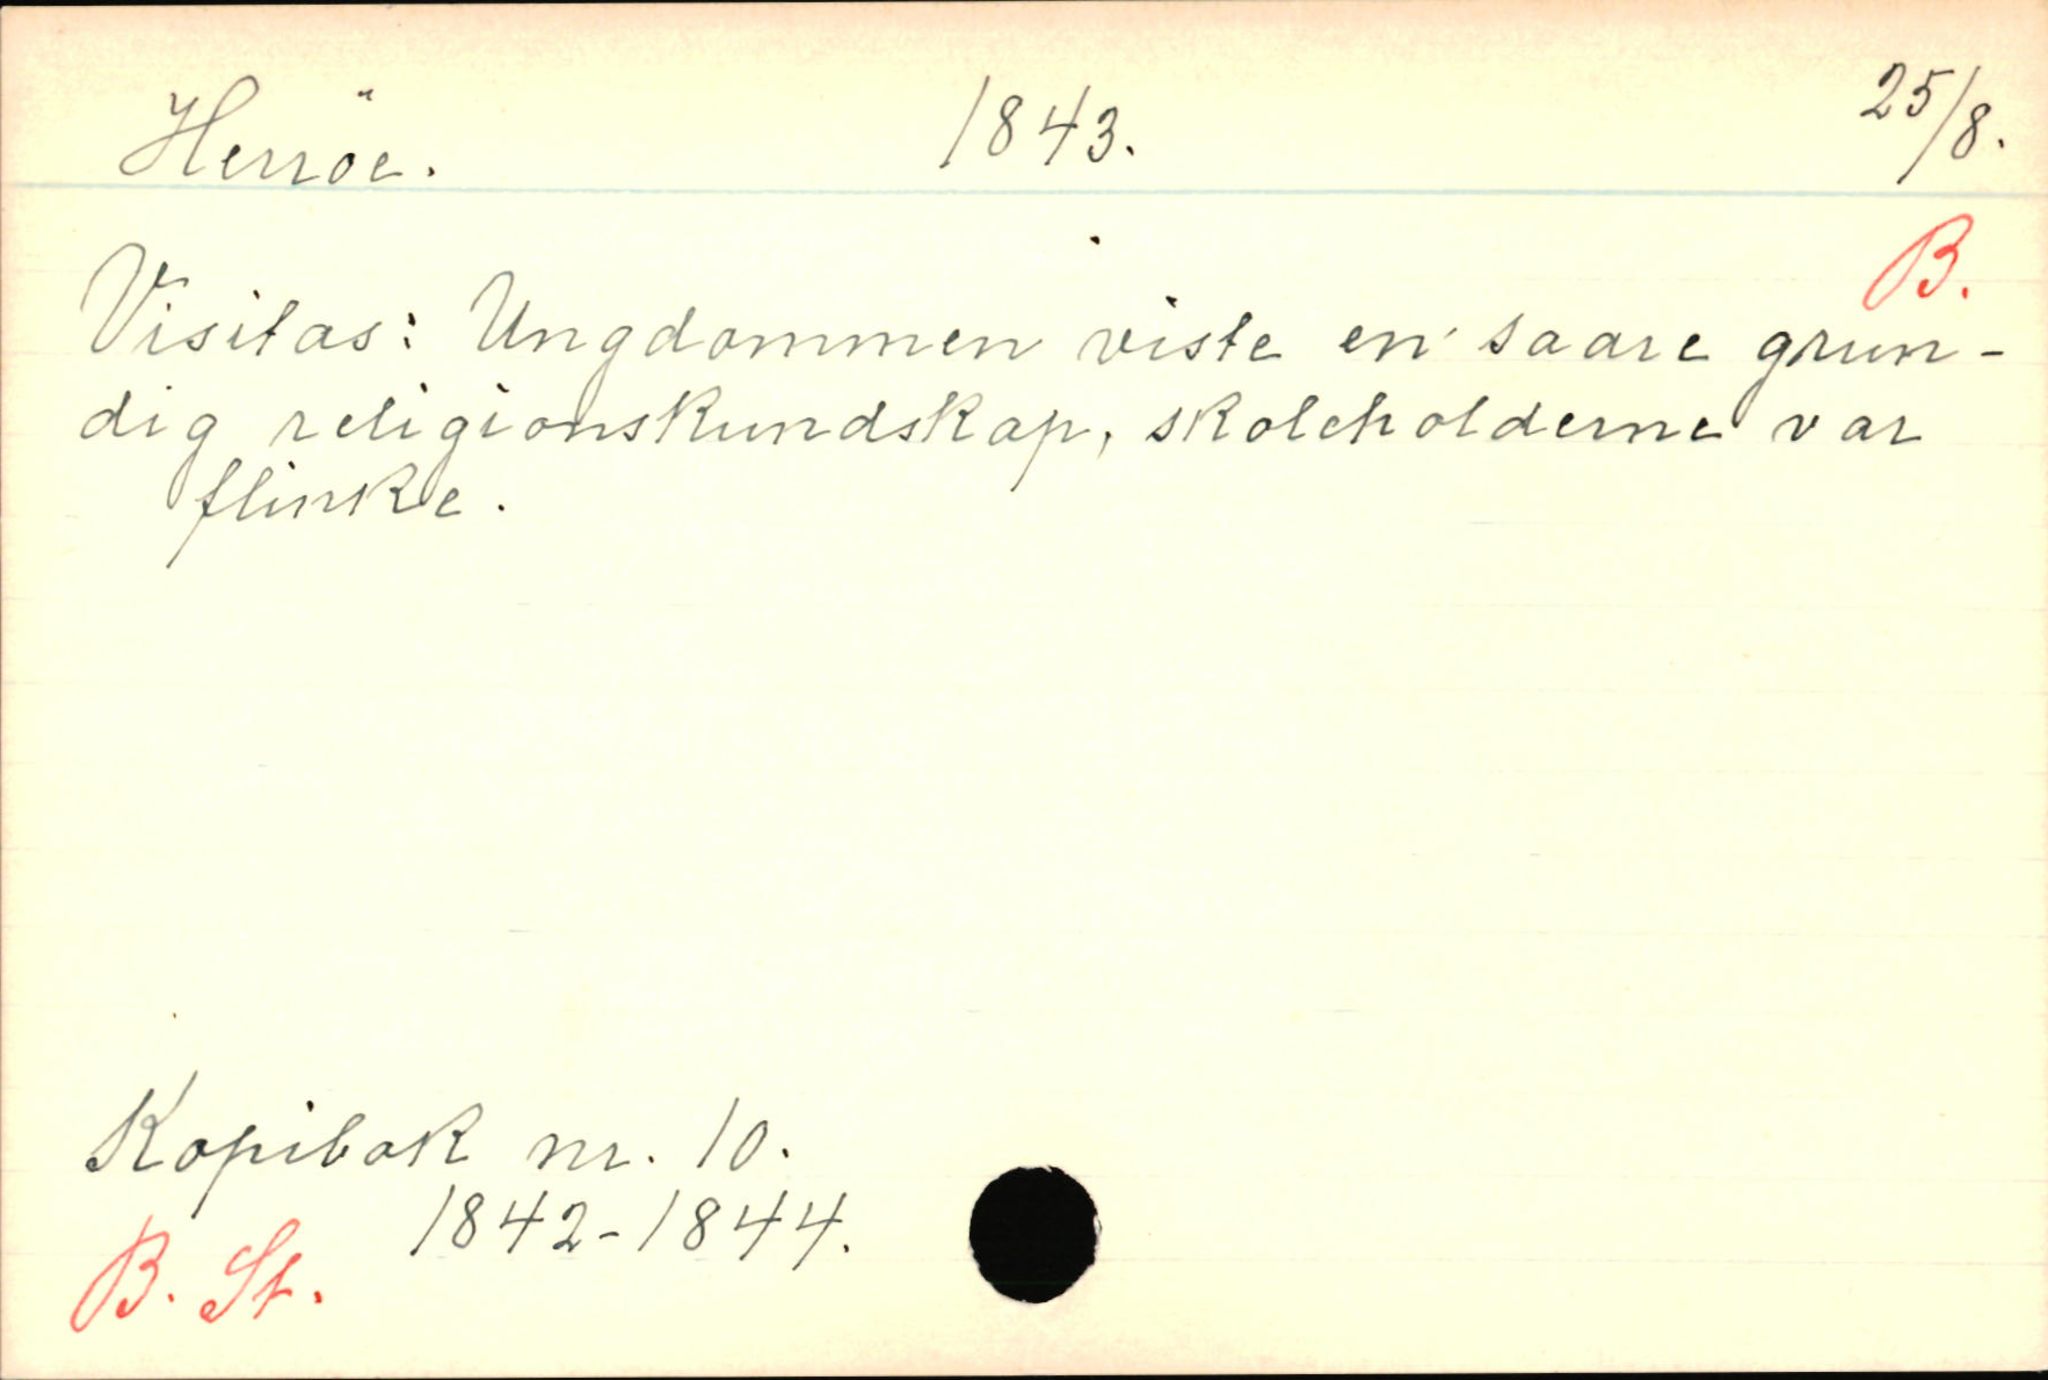 Herröe. 1843. 25/8.
B.
Visitas: Ungdommen viste en saare grun-
dig religionskundskap, skoleholderne var
flinke.
Kopibok nr. 10.
1842-1844.
B. St.